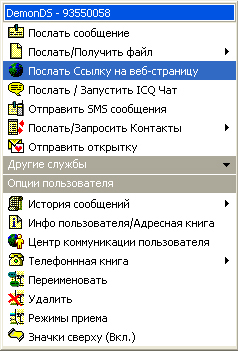 DemonDS - 93550058
Послать сообщение
Послать/Получить файл
Послать Ссылку на веб-страницу
Послать / Запустить ICQ Чат
Отправить SMS сообщения
Послать/Запросить Контакты
Отправить открытку
Другие службы
Опции пользователя
История сообщений
Инфо пользователя/Адресная книга
Центр коммуникации пользователя
Телефоннная книга
Переименовать
Удалить
Режимы приема
Значки сверху (Вкл.)